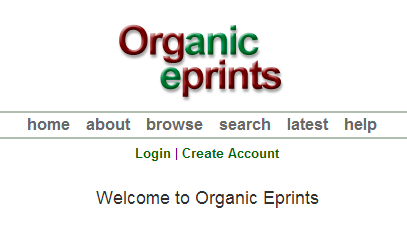 Organic
eprints
home about browse search latest help
Login | Create Account
Welcome to Organic Eprints